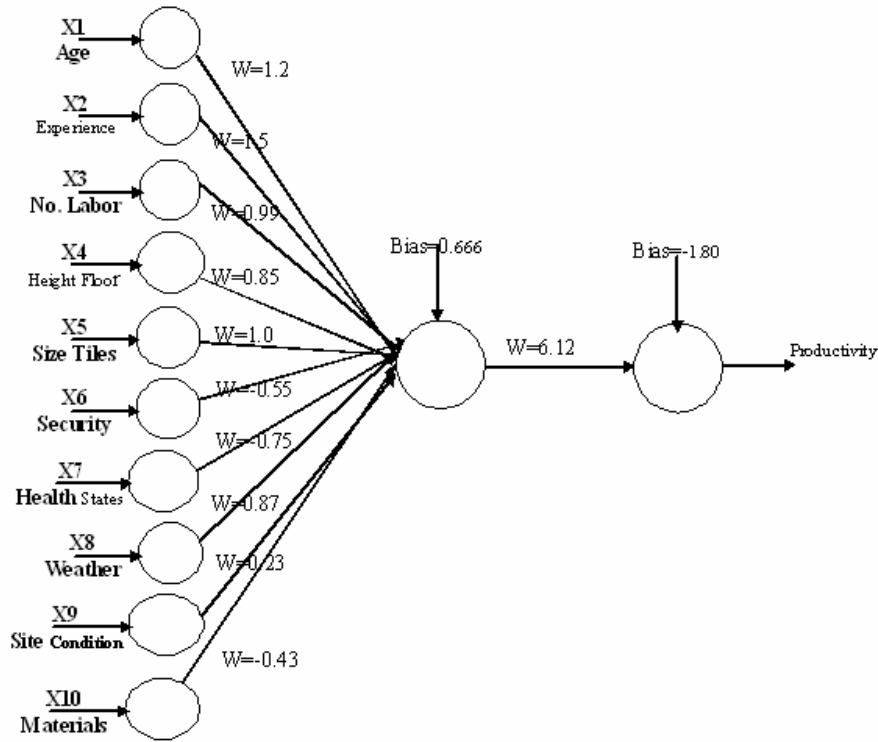 X1
Age
W=1.2
X2
Experience
W=1.5
X3
No. Labor
W=0.99
X4
Height Floor
W=0.85
X5
Size Tiles
W=1.0
X6
Security
W=-0.55
X7
Health States
W=-0.75
X8
Weather
W=0.87
X9
Site Condition
W=0.23
X10
Materials
W=-0.43
Bias=0.666
W=6.12
Bias=-1.80
Productivity